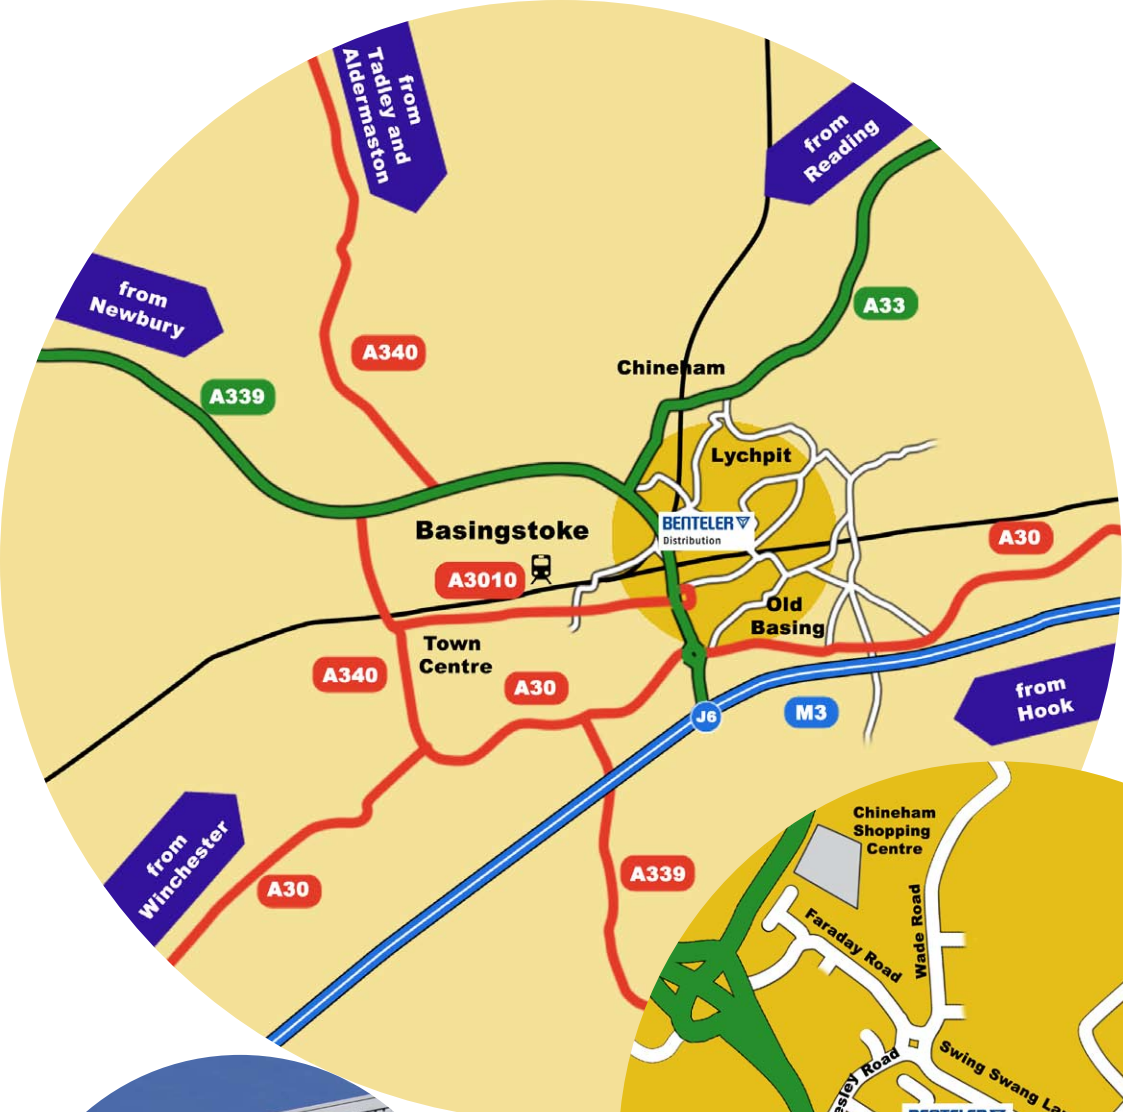 from
Tadley and
Aldermaston
from
Reading
from
Newbury
A33
A340
Chineham
A339
Lychpit
BENTELER
Distribution
Basingstoke
A30
A3010
Old
Basing
Town
Centre
A340
A30
from
Hook
J6
M3
from
Winchester
A30
A339
Chineham
Shopping
Centre
Faraday Road
Wade Road
Swing Swang La
esley Road
BENTELER